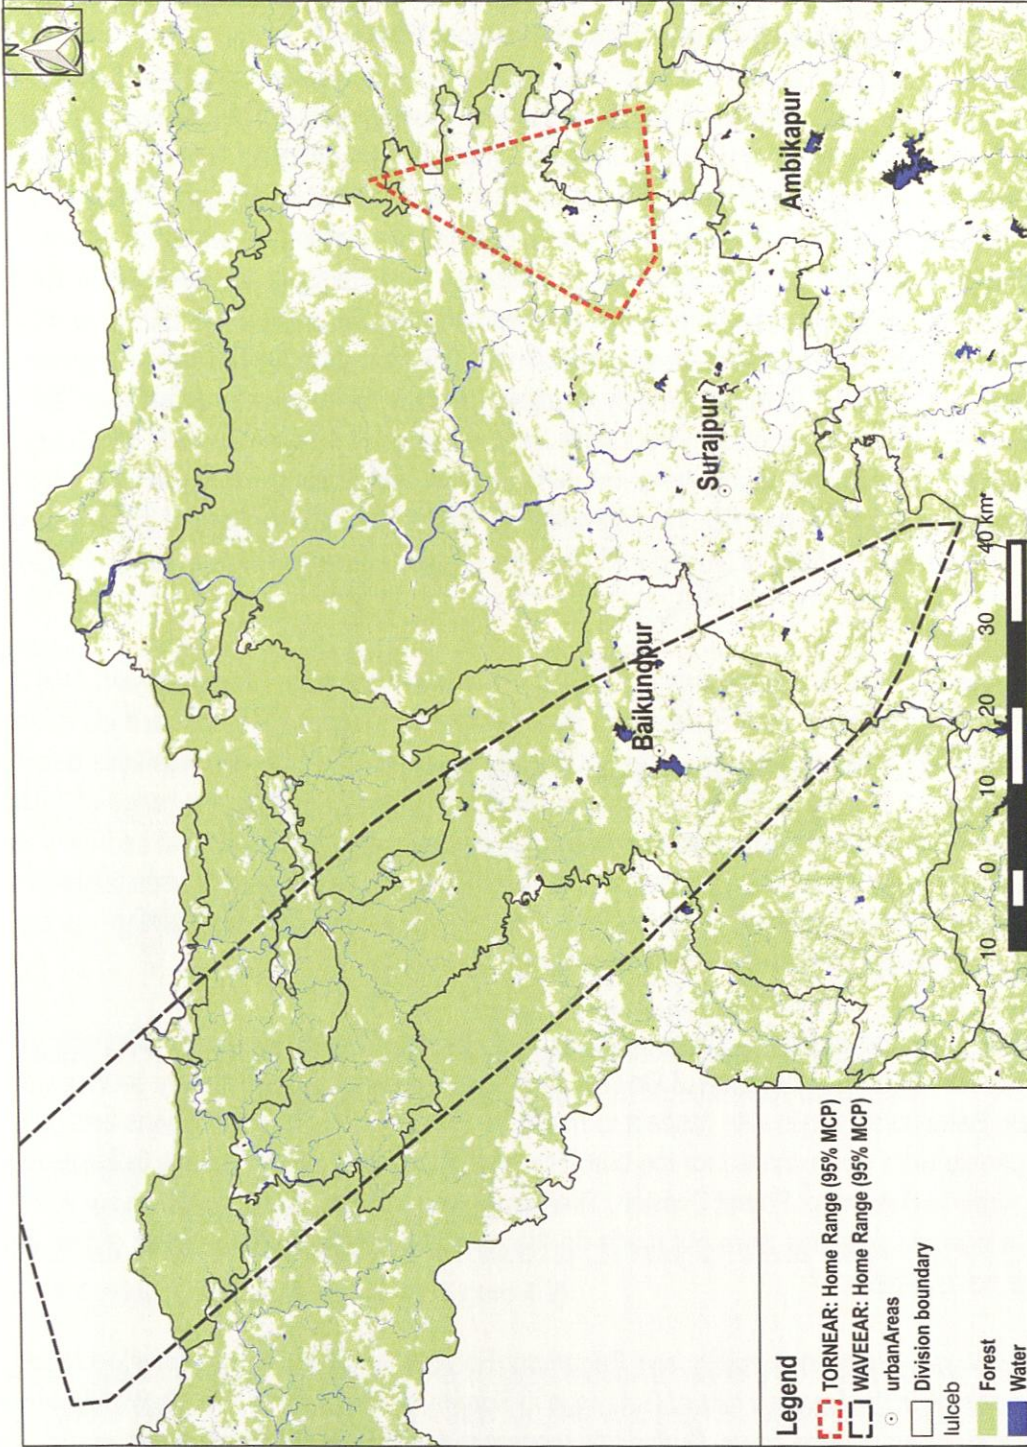 N
Ambikapur
Surajpur
Baikundpur
10 0 10 20 30 40 km
Legend
TORNEAR: Home Range (95% MCP)
WAVEEAR: Home Range (95% MCP)
urbanAreas
Division boundary
lulceb
Forest
Water